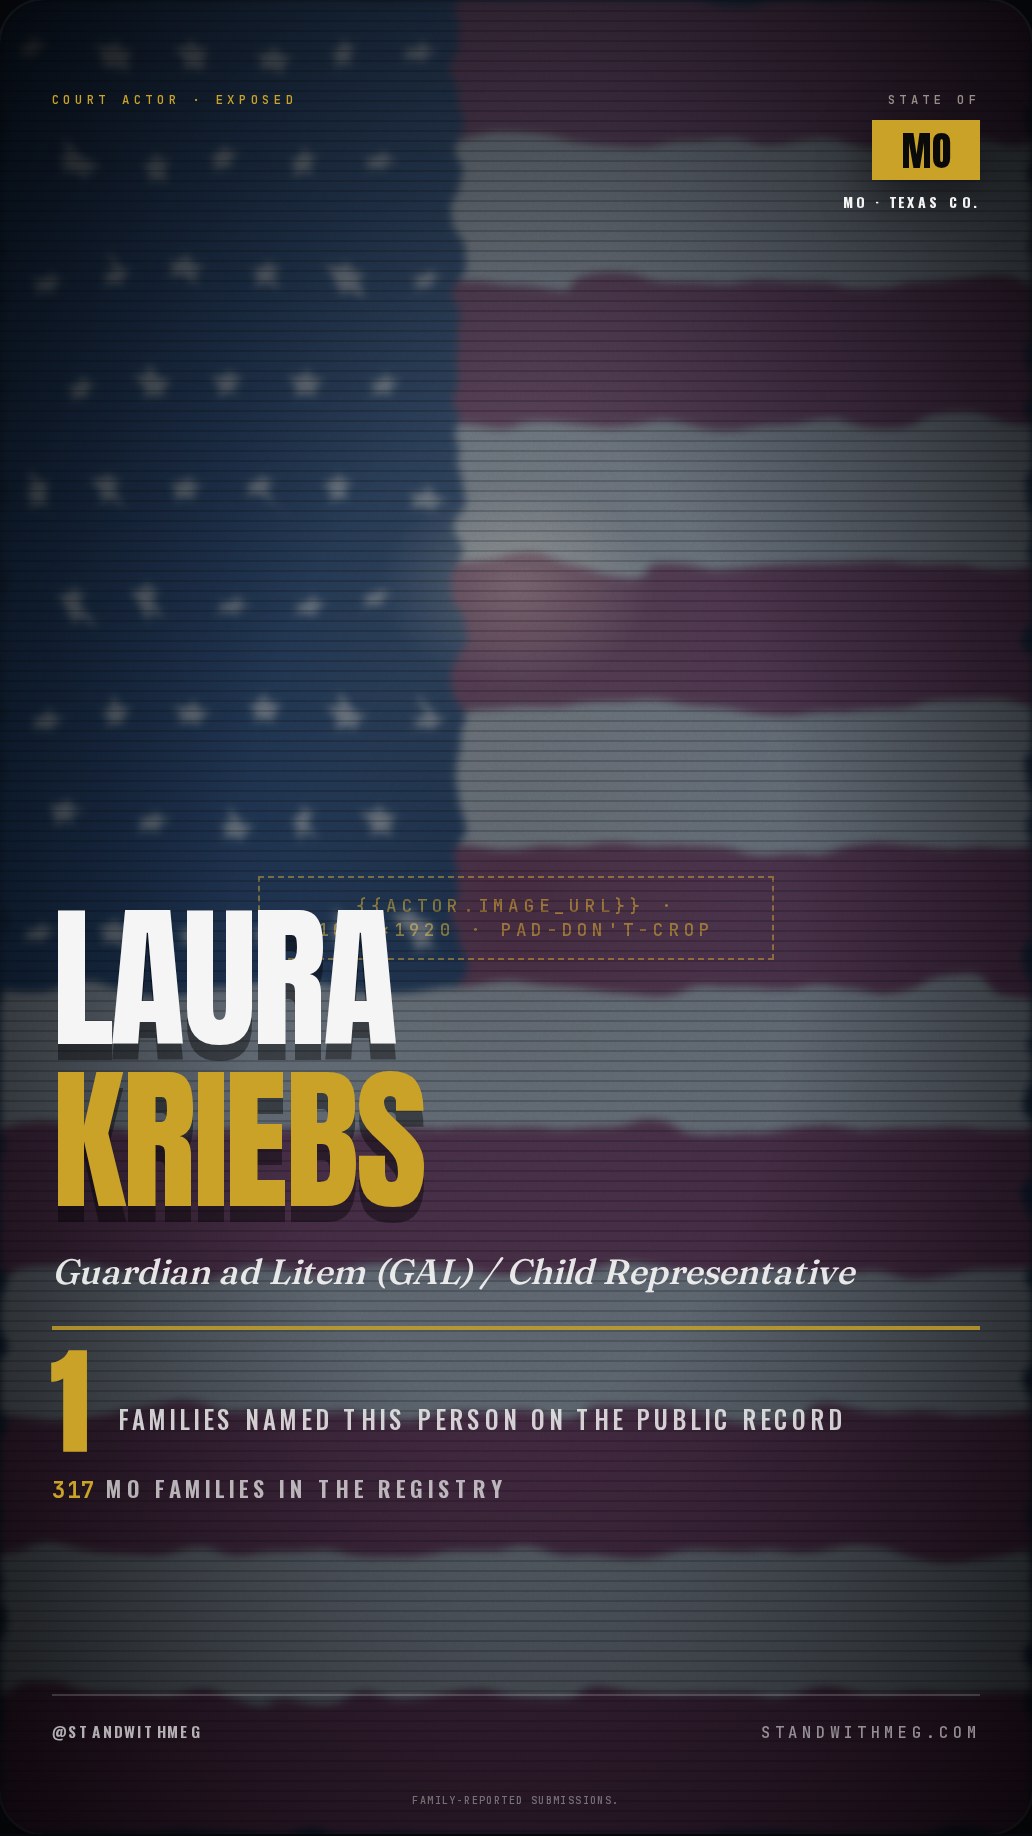 COURT ACTOR · EXPOSED
STATE OF
MO
MO · TEXAS CO.
{{ACTOR.IMAGE_URL}} ·
1920 · PAD-DON'T-CROP
LAURA
KRIEBS
Guardian ad Litem (GAL) / Child Representative
1 FAMILIES NAMED THIS PERSON ON THE PUBLIC RECORD
317 MO FAMILIES IN THE REGISTRY
@STANDWITHMEG
STANDWITHMEG.COM
FAMILY-REPORTED SUBMISSIONS.